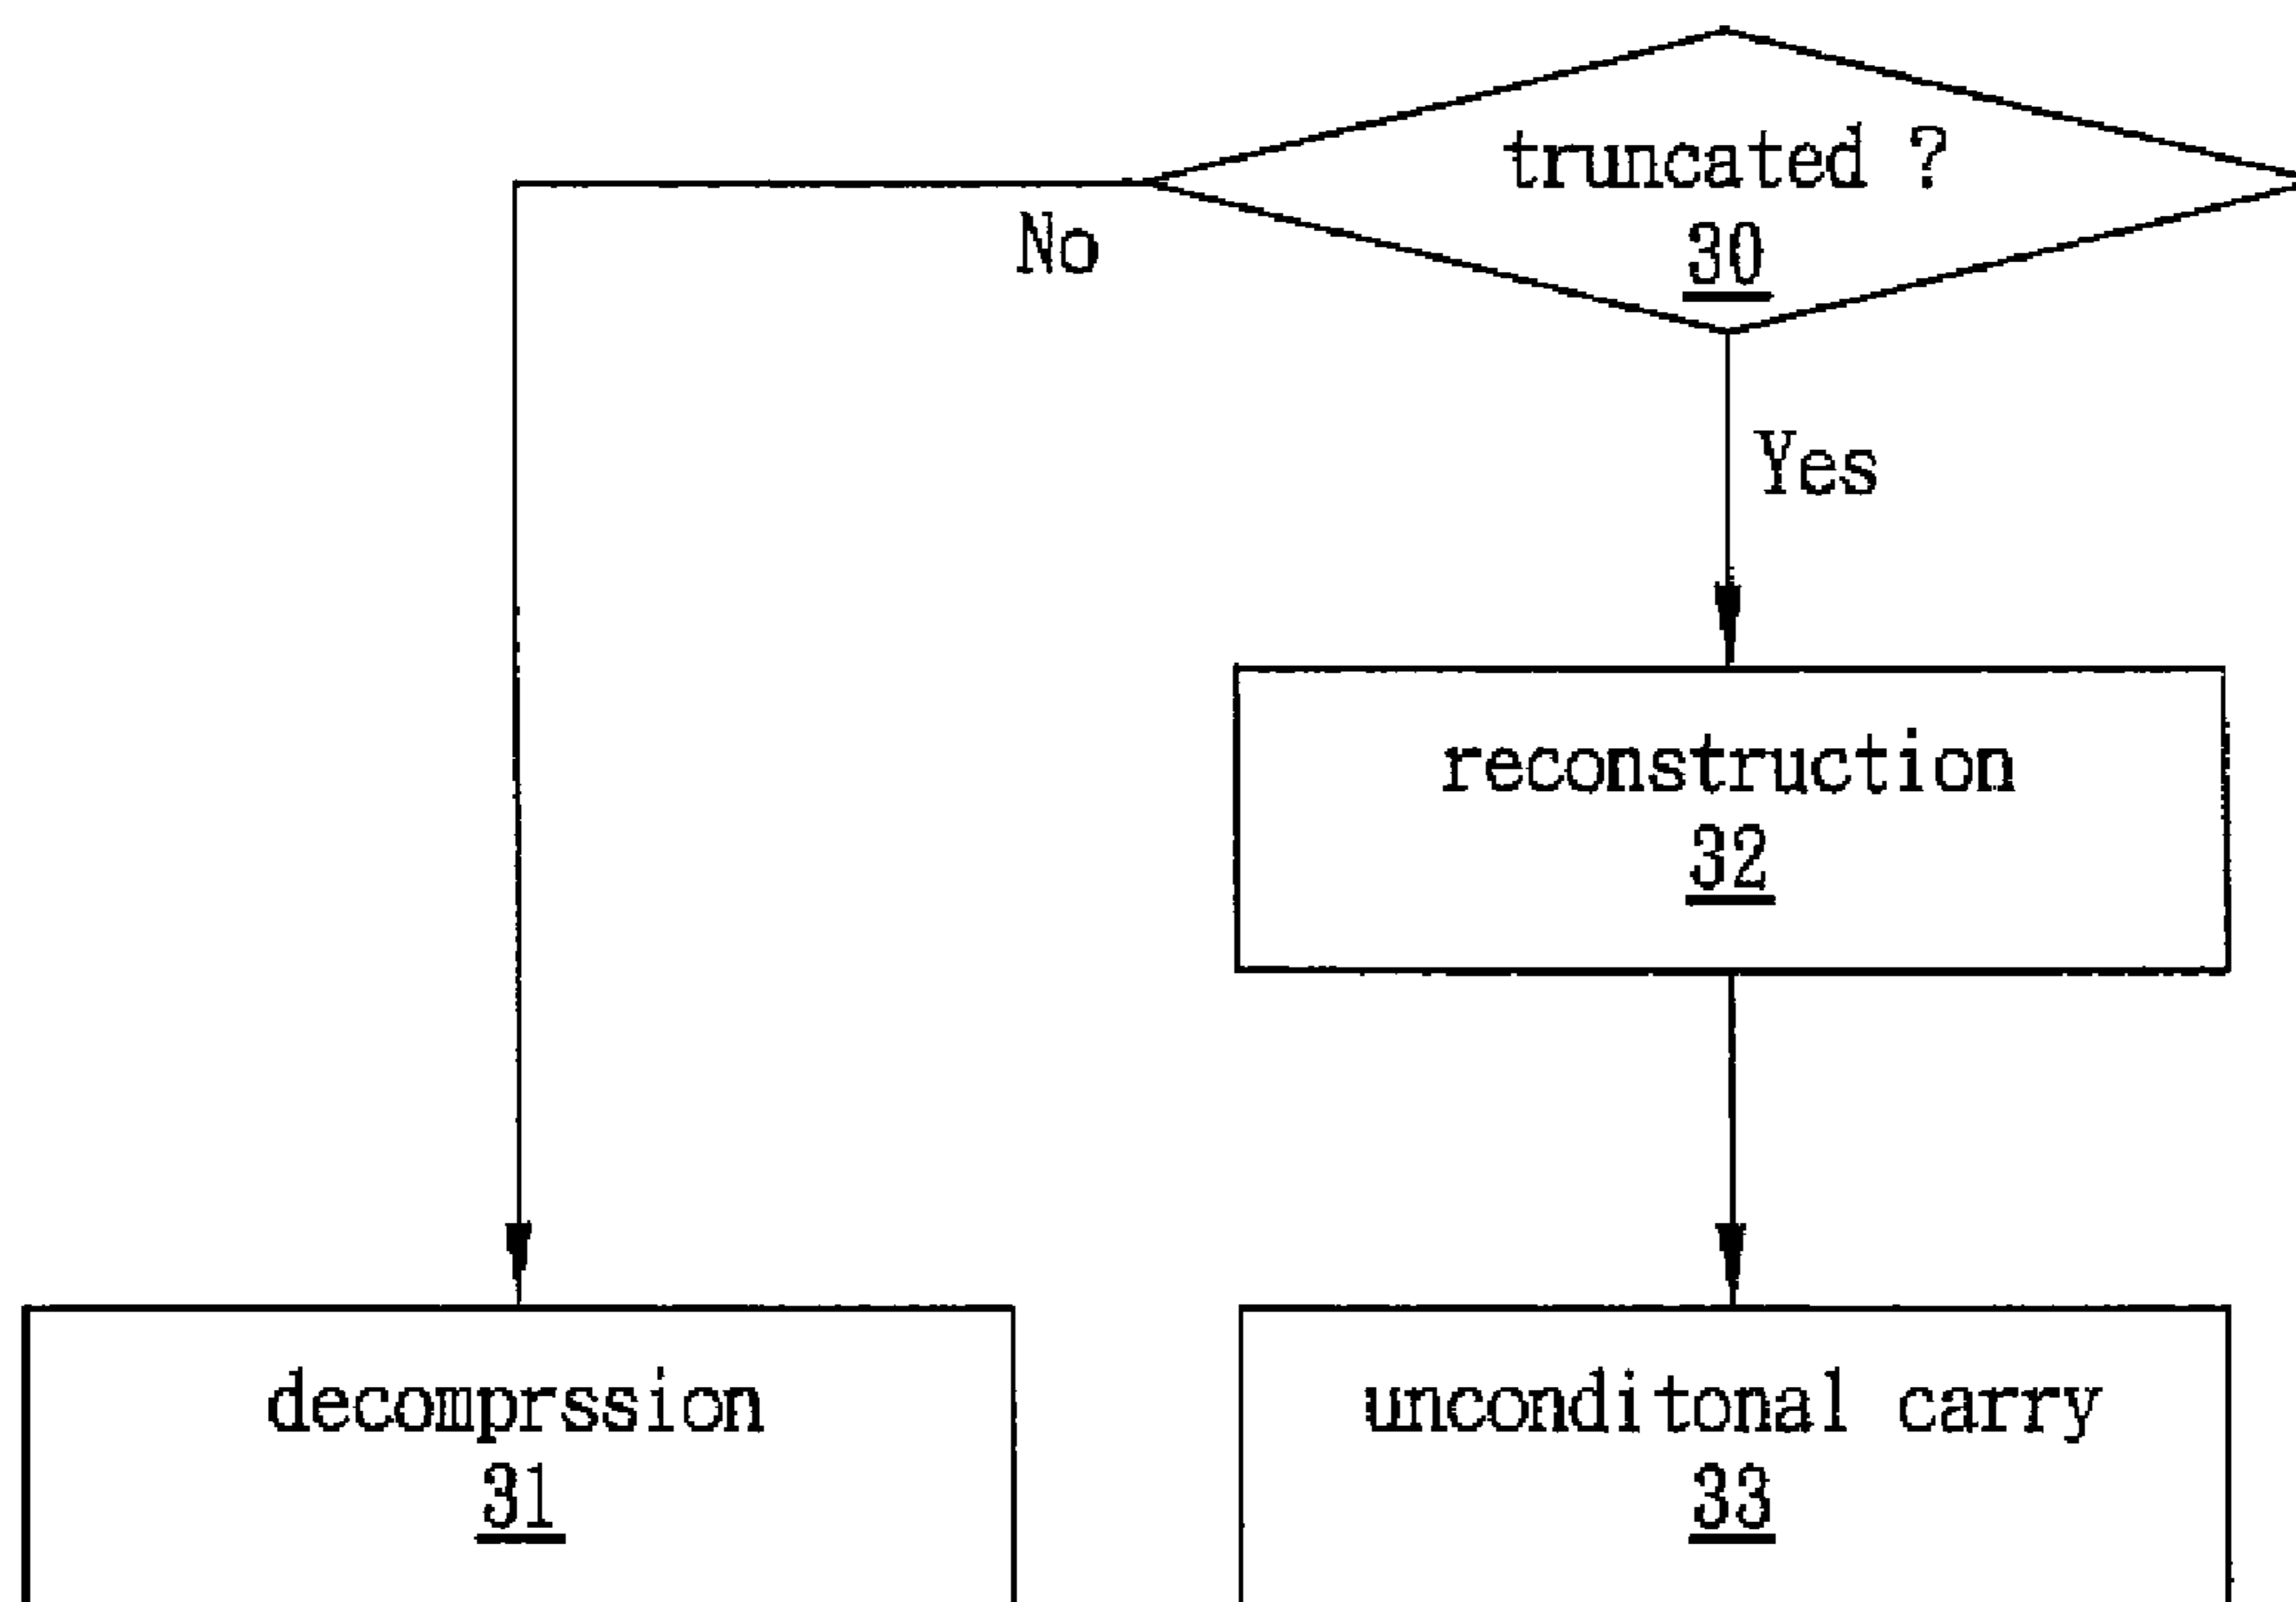 truncated ?
30
No
Yes
reconstruction
32
decomprssion
31
unconditonal carry
33